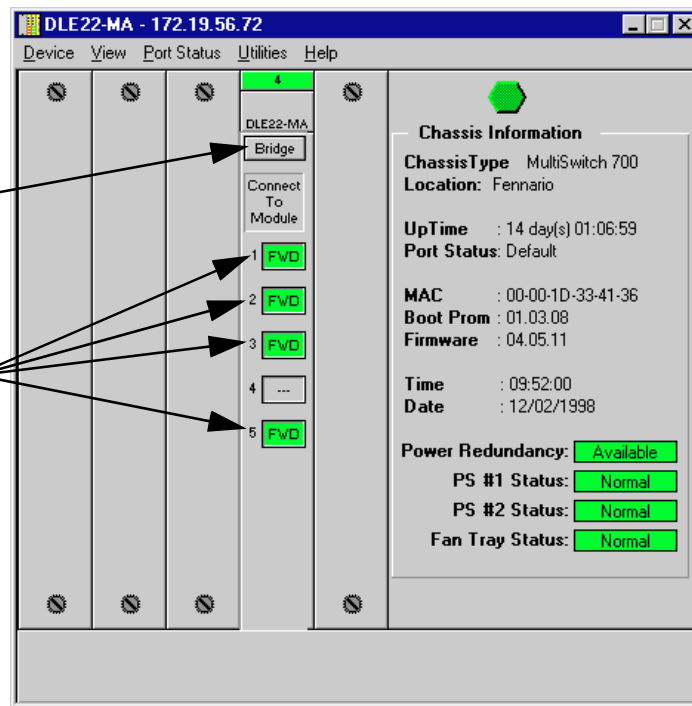 DLE22-MA - 172.19.56.72
Device View Port Status Utilities Help
4
DLE22-MA
Bridge
Connect
To
Module
1 FWD
2 FWD
3 FWD
4 ---
5 FWD
Chassis Information
ChassisType MultiSwitch 700
Location: Fennario
UpTime : 14 day(s) 01:06:59
Port Status: Default
MAC : 00-00-1D-33-41-36
Boot Prom : 01.03.08
Firmware : 04.05.11
Time : 09:52:00
Date : 12/02/1998
Power Redundancy: Available
PS #1 Status: Normal
PS #2 Status: Normal
Fan Tray Status: Normal